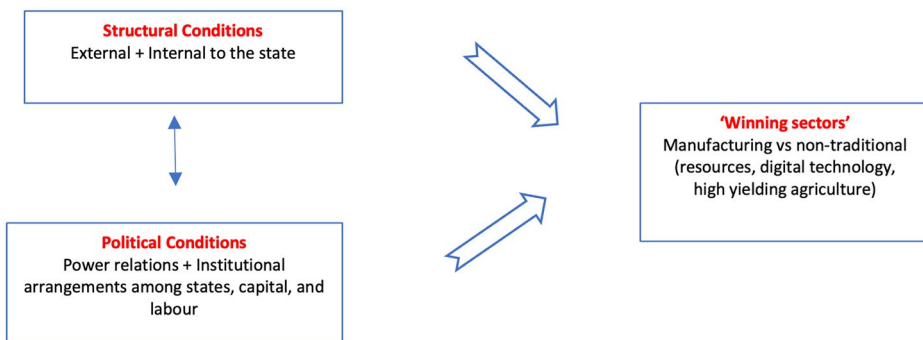 Structural Conditions
External + Internal to the state
‘Winning sectors’
Manufacturing vs non-traditional
(resources, digital technology,
high yielding agriculture)
Political Conditions
Power relations + Institutional
arrangements among states, capital, and
labour